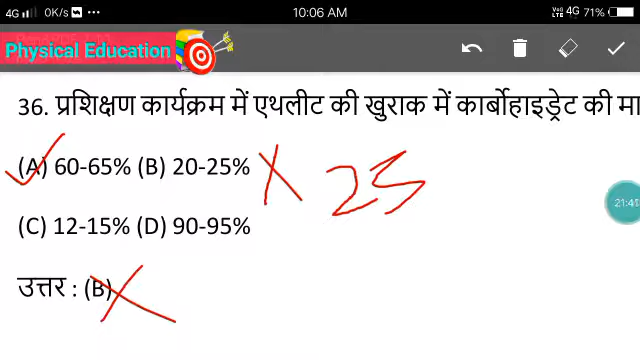 4G 0K/s ... 10:06 AM VoLTE 4G 71%
Physical Education
36. प्रशिक्षण कार्यक्रम में एथलीट की खुराक में कार्बोहाइड्रेट की मा
(A) 60-65% (B) 20-25% X 25
(C) 12-15% (D) 90-95%
21:41
उत्तर : (B)